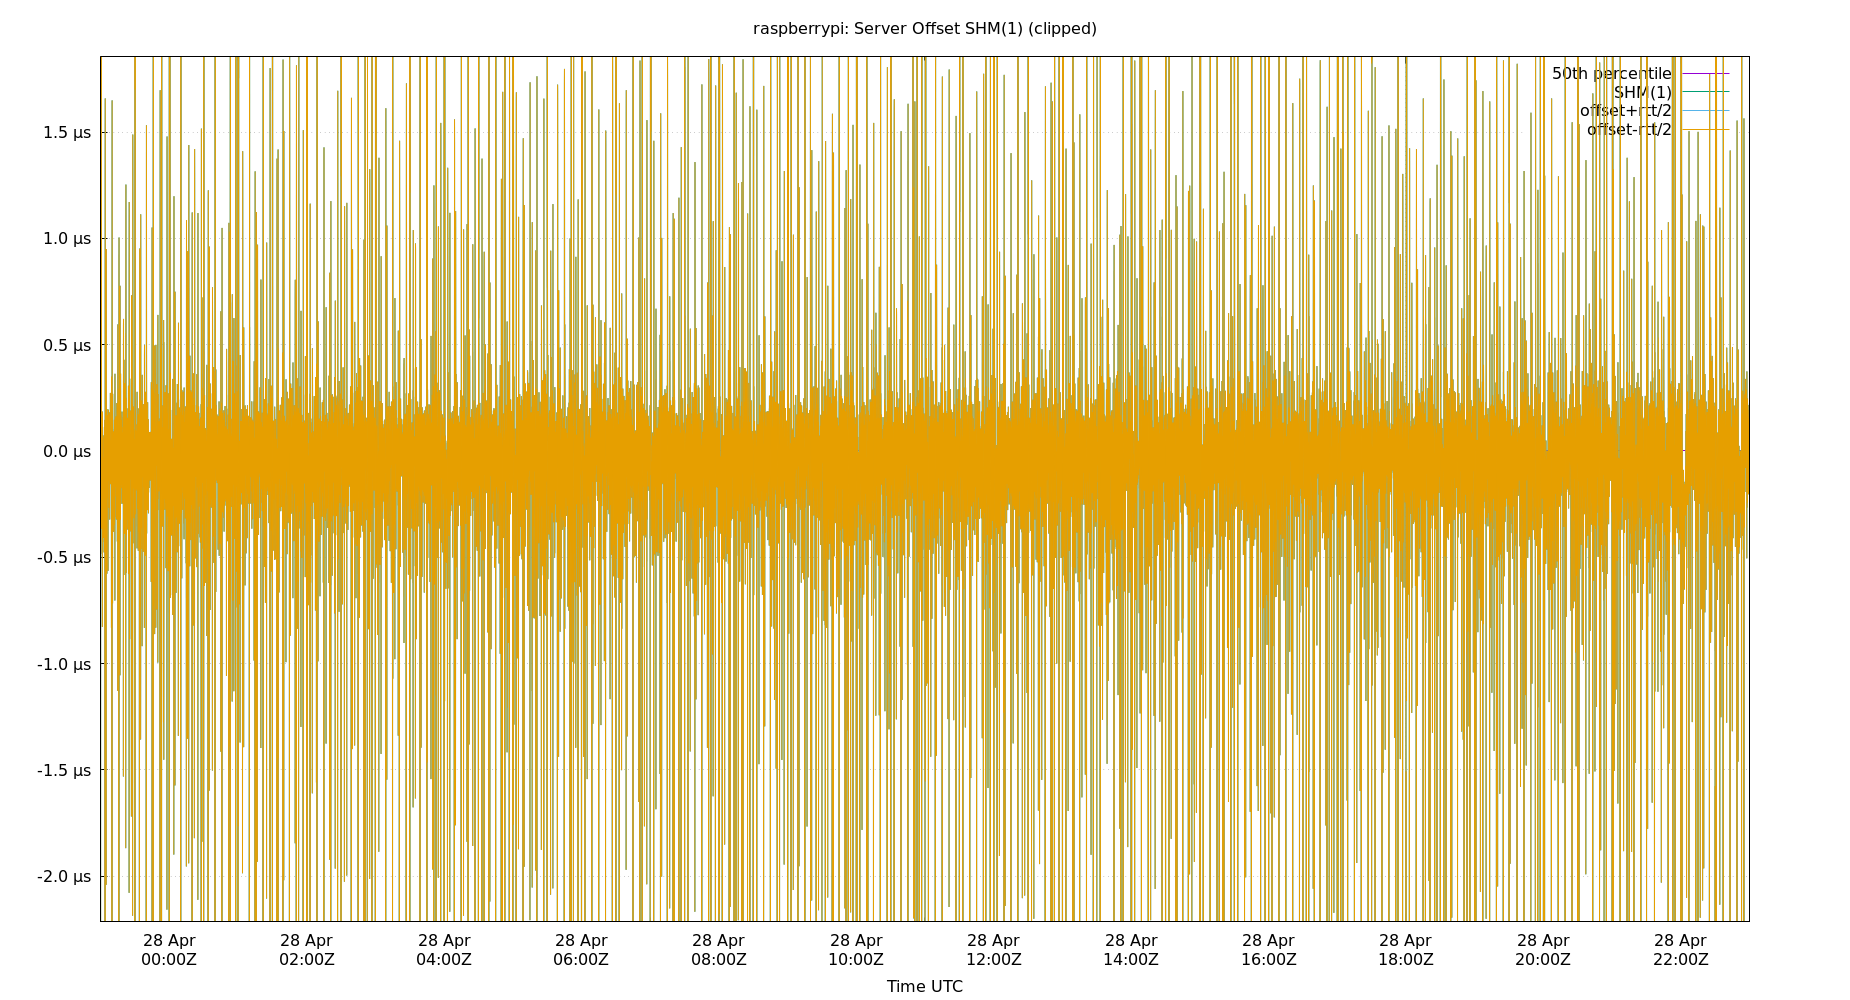 raspberrypi: Server Offset SHM(1) (clipped)
50th percentile
SHM(1)
offset+rtt/2
offset-rtt/2
1.5 µs
1.0 µs
0.5 µs
0.0 µs
-0.5 µs
-1.0 µs
-1.5 µs
-2.0 µs
28 Apr 28 Apr 28 Apr 28 Apr 28 Apr 28 Apr 28 Apr 28 Apr 28 Apr 28 Apr 28 Apr 28 Apr
00:00Z 02:00Z 04:00Z 06:00Z 08:00Z 10:00Z 12:00Z 14:00Z 16:00Z 18:00Z 20:00Z 22:00Z
Time UTC